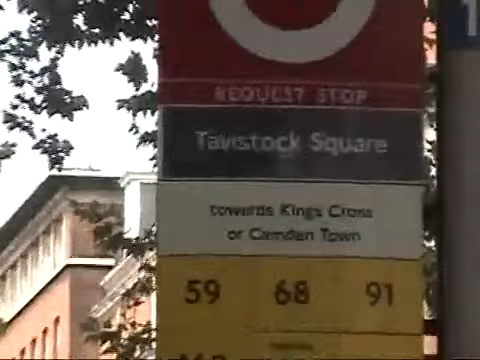 REQUEST STOP
Tavistock Square
towards Kings Cross
or Camden Town
59 68 91